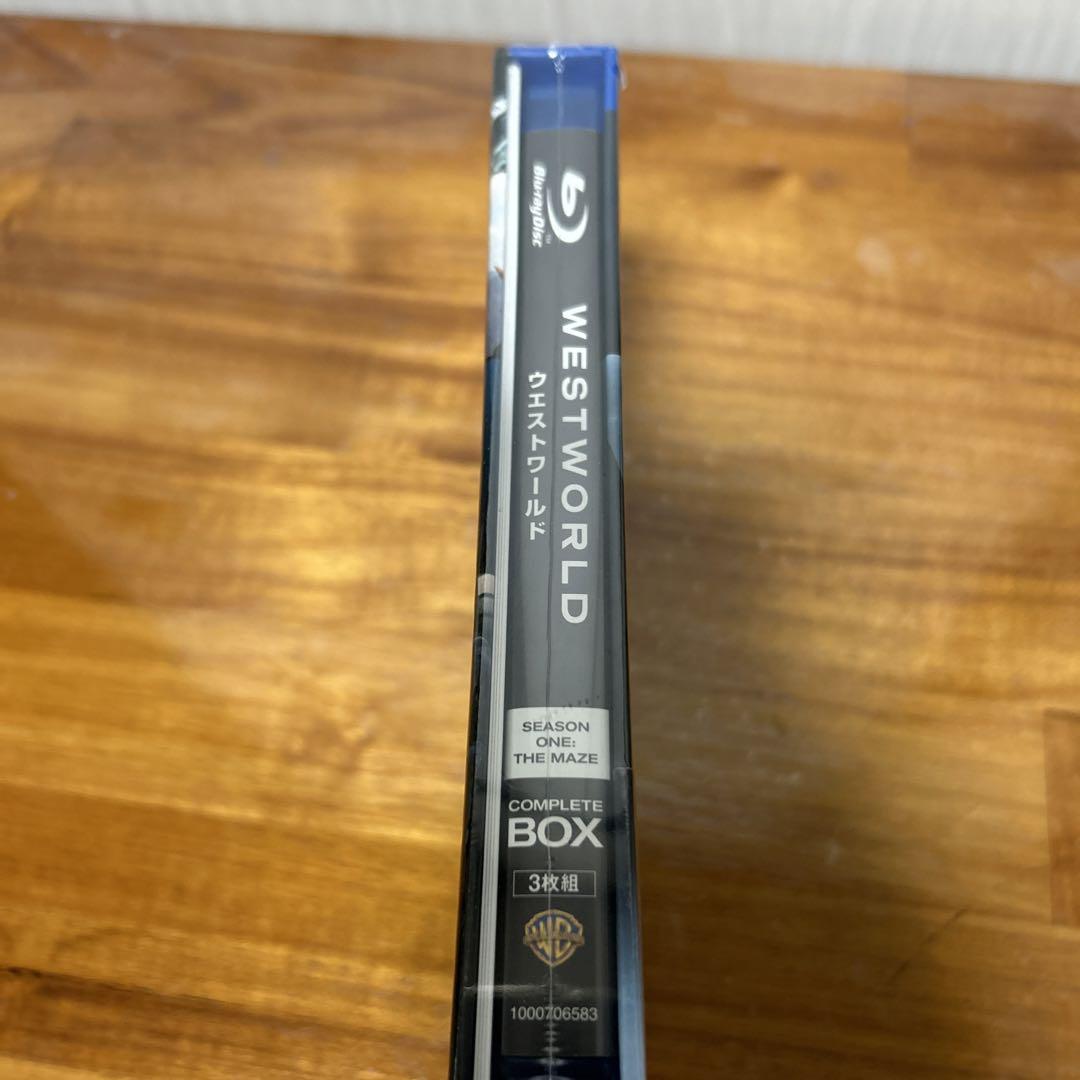 Blu-ray Disc™
WESTWORLD
ウエストワールド
SEASON
ONE:
THE MAZE
COMPLETE
BOX
3枚組
WB
1000706583